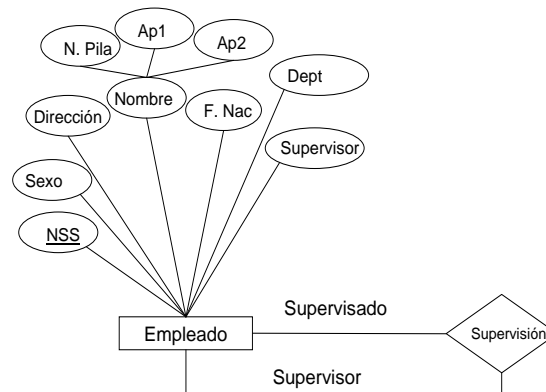 Ap1
N. Pila
Ap2
Dept
Nombre
F. Nac
Dirección
Supervisor
Sexo
NSS
Supervisado
Empleado
Supervisión
Supervisor